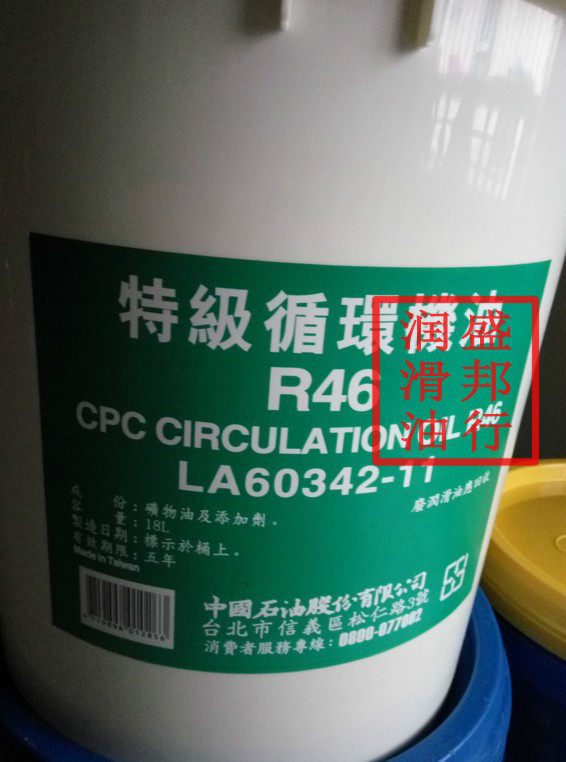 特級循環機油
R46
CPC CIRCULATION OIL R46
LA60342-11
廢潤滑油應回收
成份:礦物油及添加劑。
容量:18L
製造日期:標示於桶上。
有效期限:五年
Made in Taiwan
中國石油股份有限公司
台北市信義區松仁路3號
消費者服務專線:0800-077002
盛邦行
润滑油